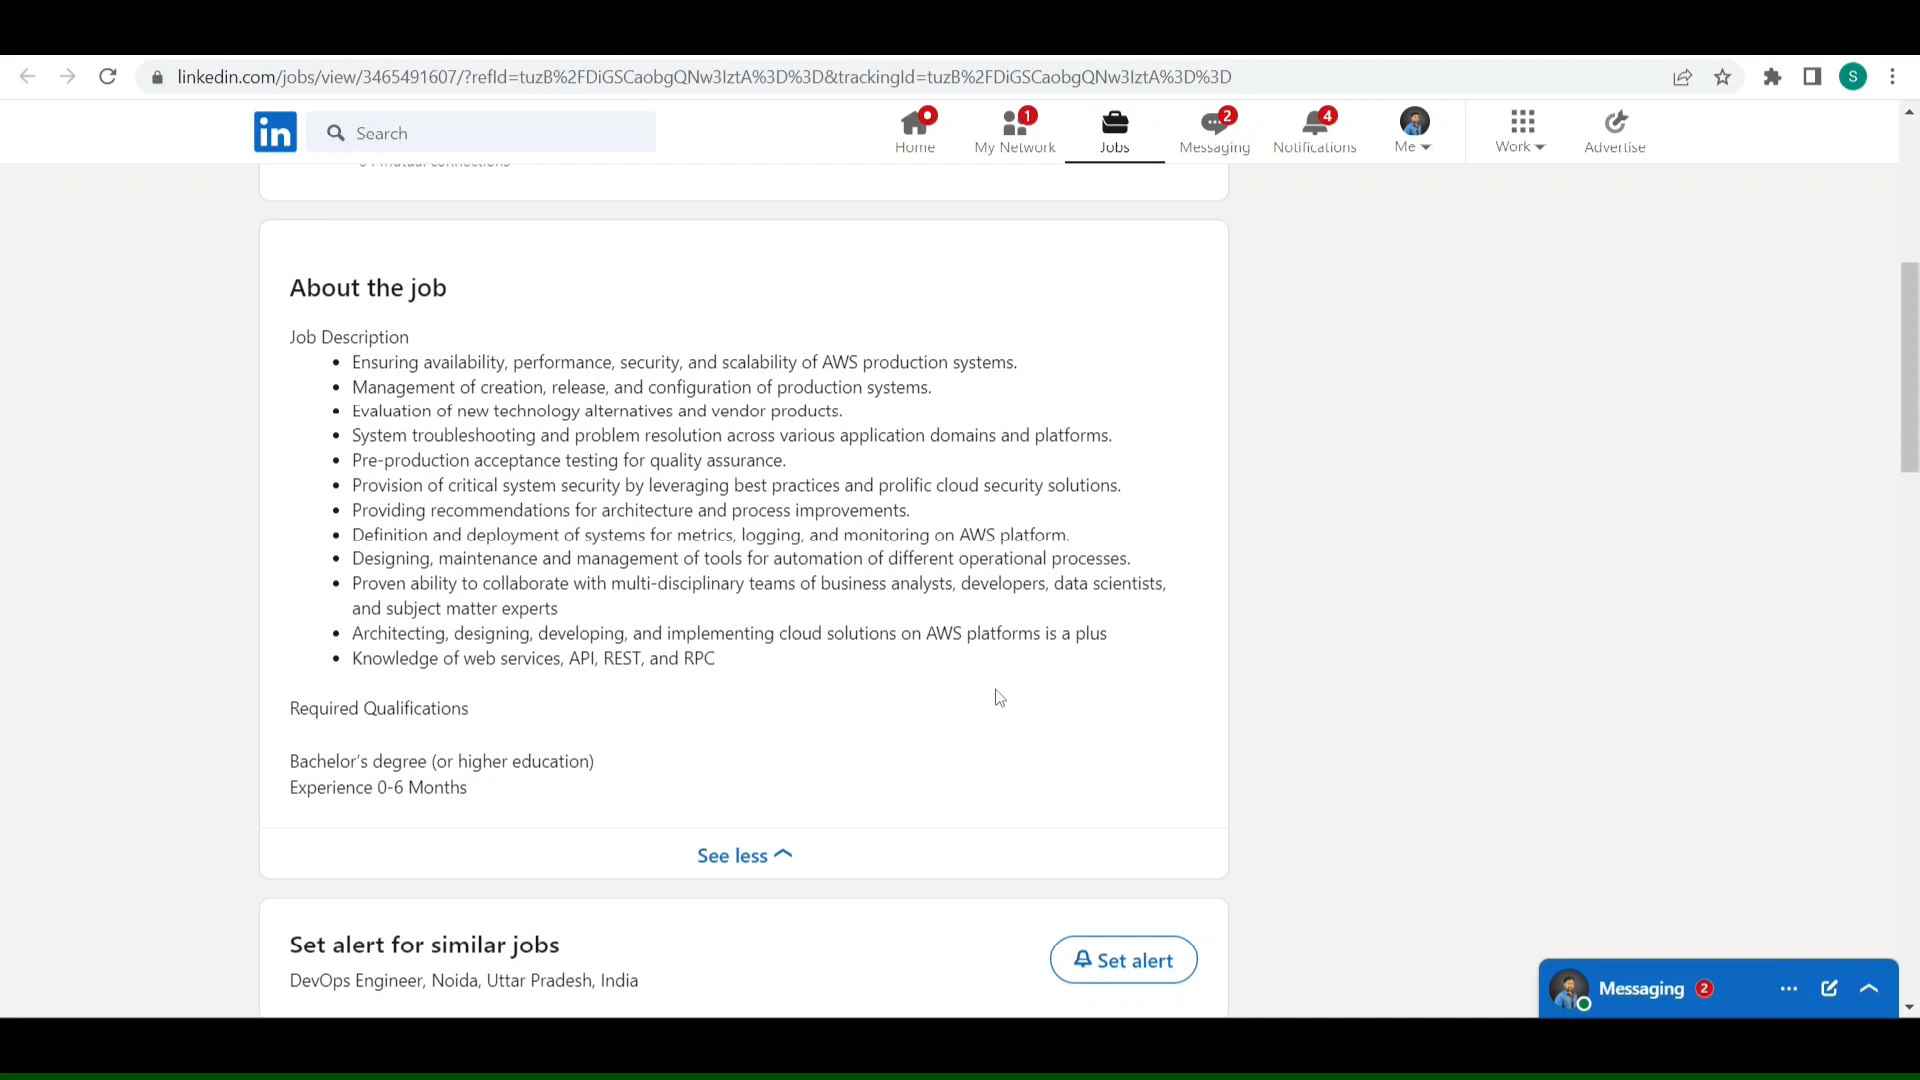 linkedin.com/jobs/view/3465491607/?refId=tuzB%2FDiGSCaobgQNw3IztA%3D%3D&trackingId=tuzB%2FDiGSCaobgQNw3IztA%3D%3D
S
in
Search
1
2
4
Home
My Network
Jobs
Messaging
Notifications
Me
Work
Advertise
mutual connections
About the job
Job Description
• Ensuring availability, performance, security, and scalability of AWS production systems.
• Management of creation, release, and configuration of production systems.
• Evaluation of new technology alternatives and vendor products.
• System troubleshooting and problem resolution across various application domains and platforms.
• Pre-production acceptance testing for quality assurance.
• Provision of critical system security by leveraging best practices and prolific cloud security solutions.
• Providing recommendations for architecture and process improvements.
• Definition and deployment of systems for metrics, logging, and monitoring on AWS platform.
• Designing, maintenance and management of tools for automation of different operational processes.
• Proven ability to collaborate with multi-disciplinary teams of business analysts, developers, data scientists,
and subject matter experts
• Architecting, designing, developing, and implementing cloud solutions on AWS platforms is a plus
• Knowledge of web services, API, REST, and RPC
Required Qualifications
Bachelor's degree (or higher education)
Experience 0-6 Months
See less
Set alert for similar jobs
DevOps Engineer, Noida, Uttar Pradesh, India
Set alert
Messaging 2